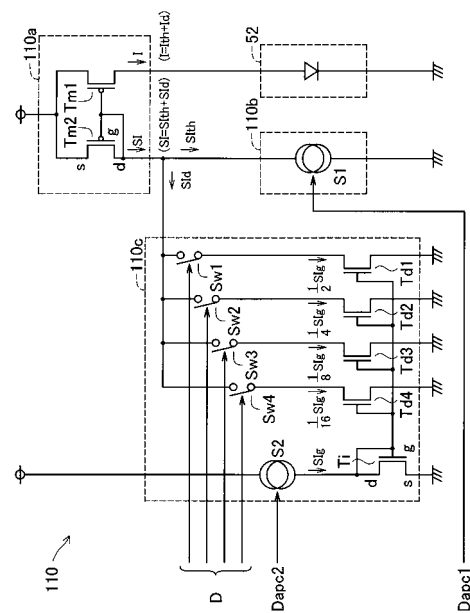 110
110a
Tm2
Tm1
s
g
d
SI
I
(SI=SIth+SId)
(I=Ith+Id)
SId
SIth
110c
110b
52
Sw1
Sw2
Sw3
Sw4
S1
S2
1/2 SIg
1/4 SIg
1/8 SIg
1/16 SIg
SIg
Td1
Td2
Td3
Td4
Ti
d
g
s
D
Dapc2
Dapc1